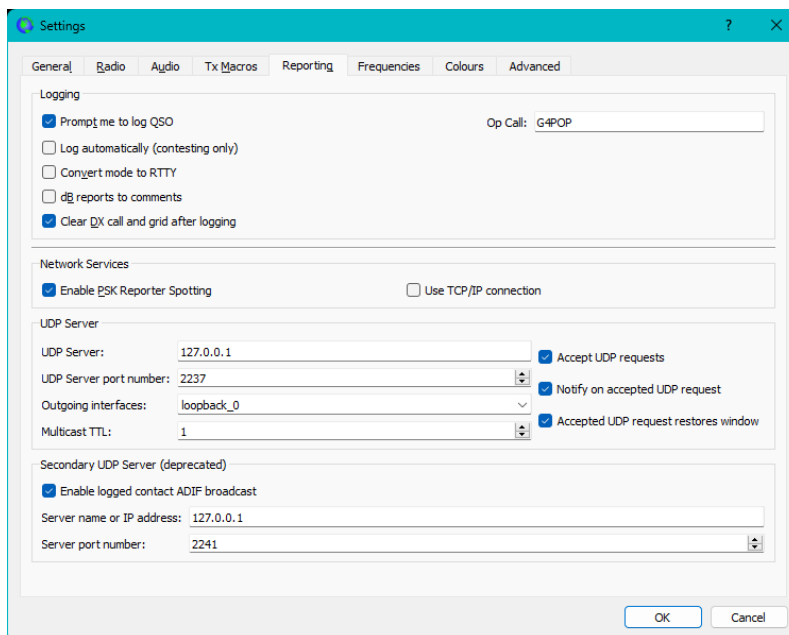 Settings
?
General Radio Audio Tx Macros Reporting Frequencies Colours Advanced
Logging
Prompt me to log QSO
Op Call: G4POP
Log automatically (contesting only)
Convert mode to RTTY
dB reports to comments
Clear DX call and grid after logging
Network Services
Enable PSK Reporter Spotting
Use TCP/IP connection
UDP Server
UDP Server: 127.0.0.1
Accept UDP requests
UDP Server port number: 2237
Notify on accepted UDP request
Outgoing interfaces: loopback_0
Accepted UDP request restores window
Multicast TTL: 1
Secondary UDP Server (deprecated)
Enable logged contact ADIF broadcast
Server name or IP address: 127.0.0.1
Server port number: 2241
OK Cancel